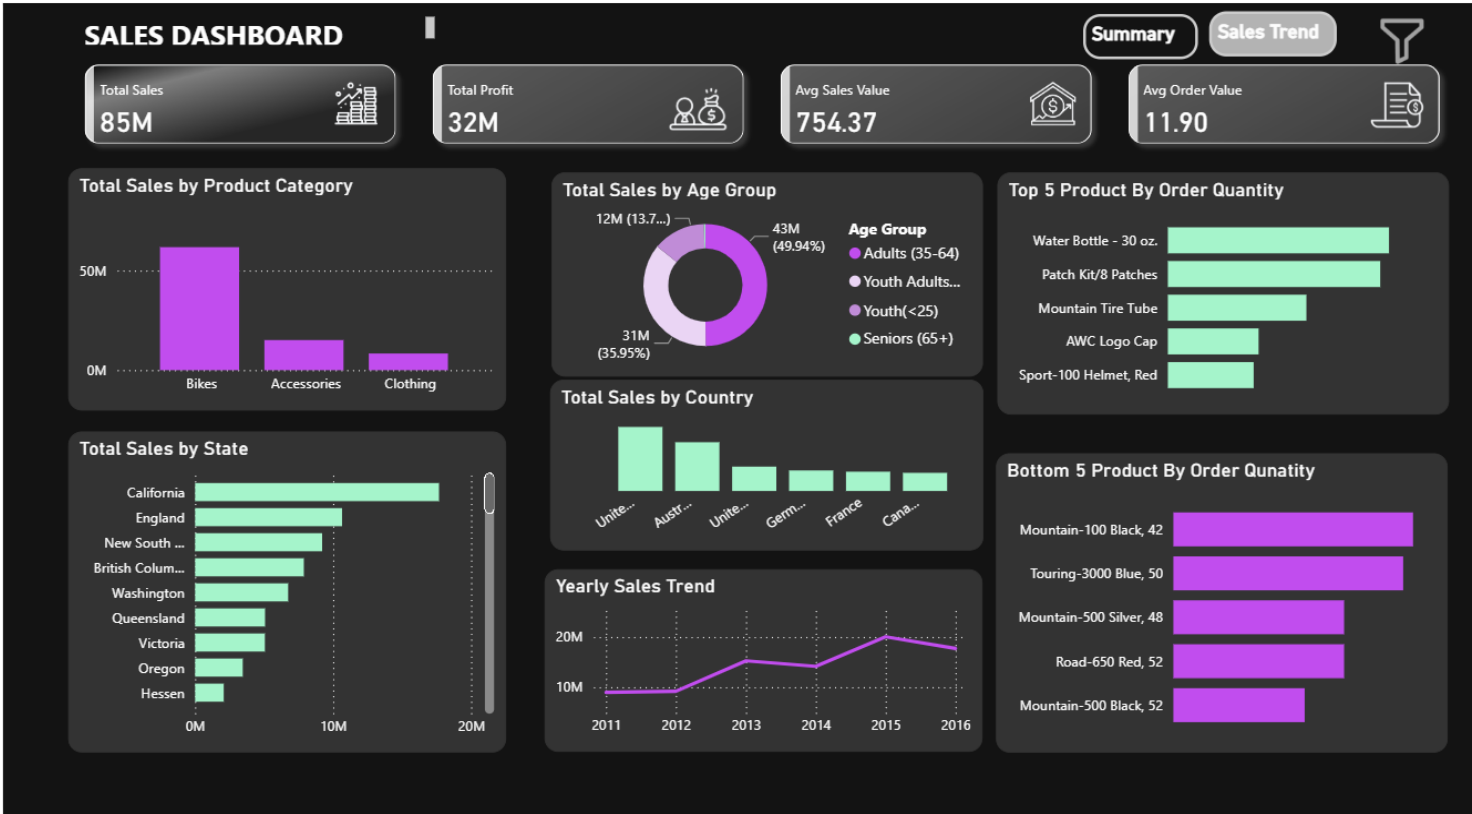 SALES DASHBOARD
Summary
Sales Trend
Total Sales
85M
Total Profit
32M
Avg Sales Value
754.37
Avg Order Value
11.90
Total Sales by Product Category
50M
0M
Bikes
Accessories
Clothing
Total Sales by Age Group
12M (13.7...)
43M
(49.94%)
31M
(35.95%)
Age Group
Adults (35-64)
Youth Adults...
Youth(<25)
Seniors (65+)
Top 5 Product By Order Quantity
Water Bottle - 30 oz.
Patch Kit/8 Patches
Mountain Tire Tube
AWC Logo Cap
Sport-100 Helmet, Red
Total Sales by Country
Unite...
Austr...
Unite...
Germ...
France
Cana...
Total Sales by State
California
England
New South ...
British Colum...
Washington
Queensland
Victoria
Oregon
Hessen
0M
10M
20M
Yearly Sales Trend
20M
10M
2011
2012
2013
2014
2015
2016
Bottom 5 Product By Order Qunatity
Mountain-100 Black, 42
Touring-3000 Blue, 50
Mountain-500 Silver, 48
Road-650 Red, 52
Mountain-500 Black, 52